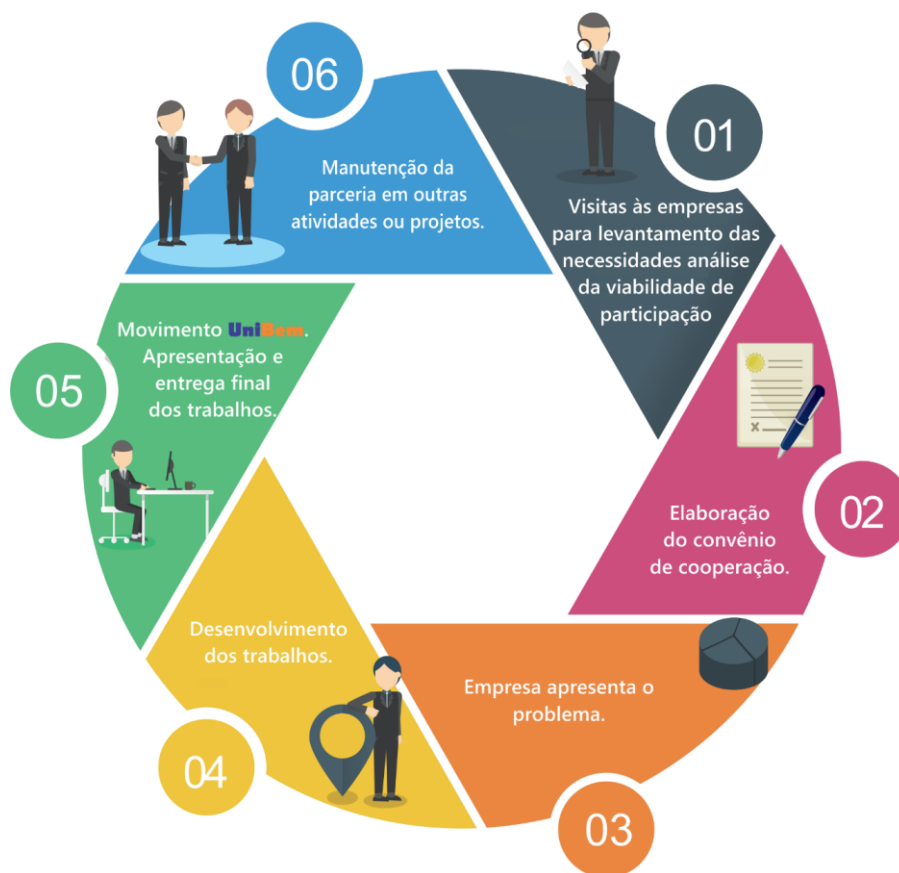 01
Visitas às empresas
para levantamento das
necessidades análise
da viabilidade de
participação
02
Elaboração
do convênio
de cooperação.
03
Empresa apresenta o
problema.
04
Desenvolvimento
dos trabalhos.
05
Movimento UniBem.
Apresentação e
entrega final
dos trabalhos.
06
Manutenção da
parceria em outras
atividades ou projetos.